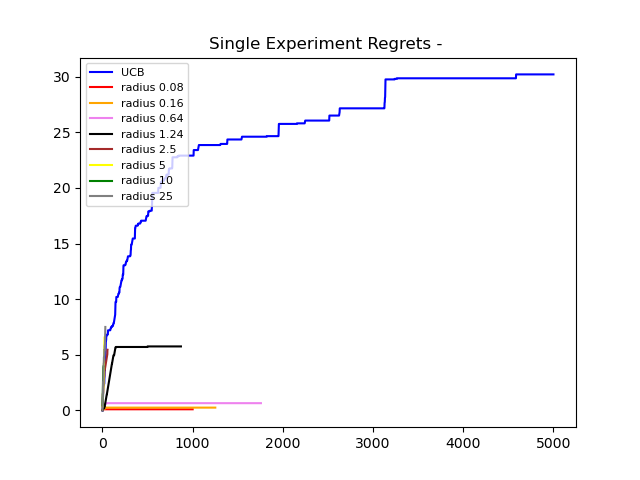 Single Experiment Regrets -
UCB
radius 0.08
radius 0.16
radius 0.64
radius 1.24
radius 2.5
radius 5
radius 10
radius 25
30
25
20
15
10
5
0
0 1000 2000 3000 4000 5000